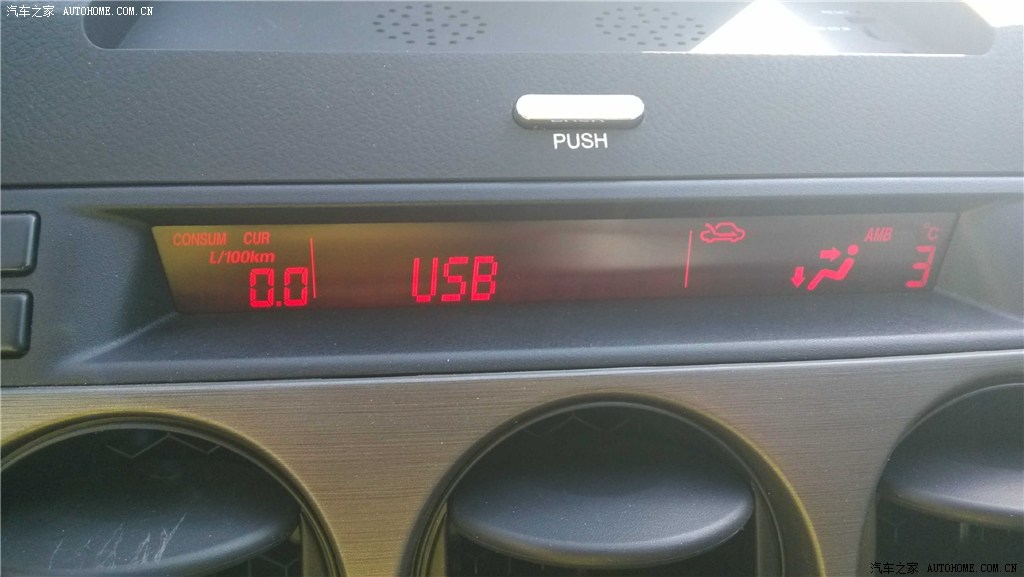 汽车之家 AUTOHOME.COM.CN
PUSH
CONSUM CUR
L/100km
0.0
USB
AMB °C
3
汽车之家 AUTOHOME.COM.CN